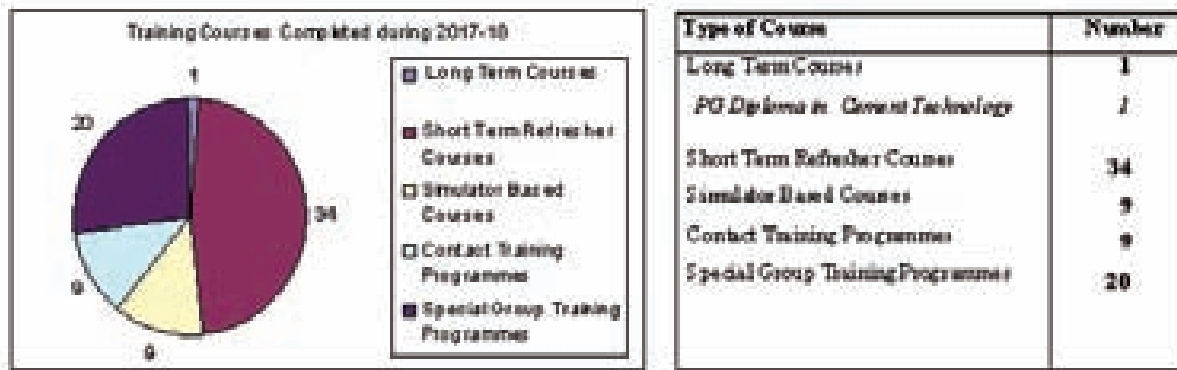 Training Courses Completed during 2017-18
1
20
34
9
9
Long Term Courses
Short Term Refresher
Courses
Simulator Based
Courses
Contact Training
Programmes
Special Group Training
Programmes
Type of Course Number
Long Term Courses 1
PG Diploma in Cement Technology 1
Short Term Refresher Courses 34
Simulator Based Courses 9
Contact Training Programmes 9
Special Group Training Programmes 20